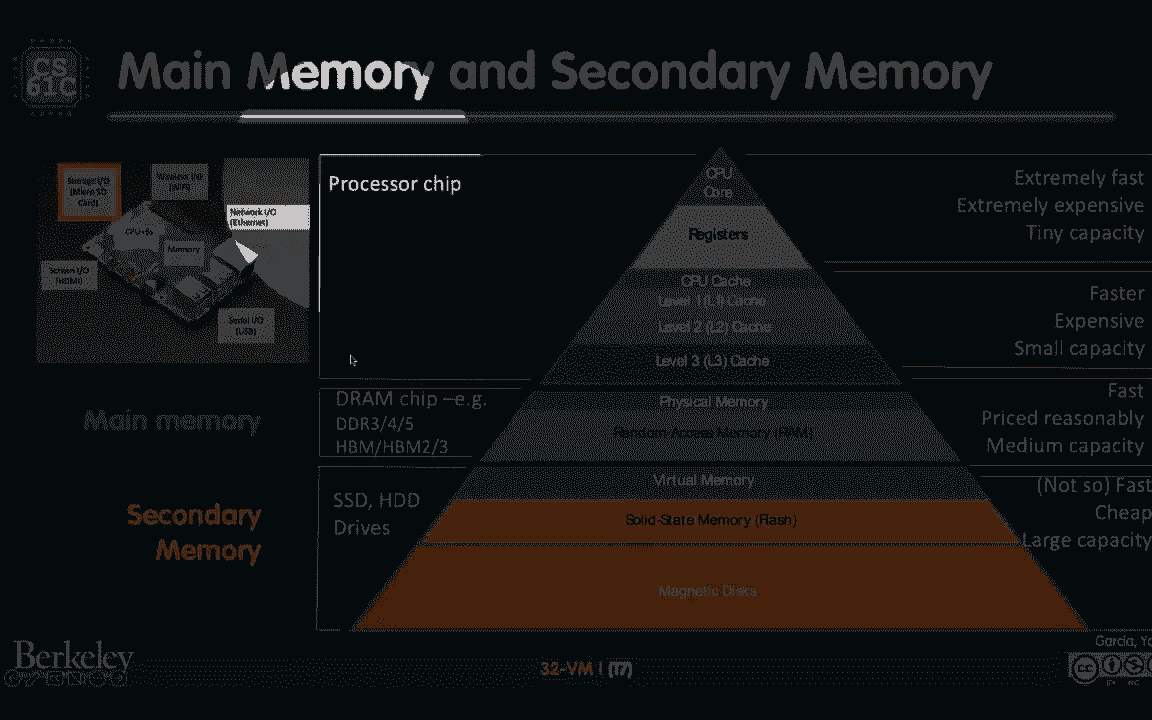 CS
61C
Main Memory and Secondary Memory
Storage I/O
(Micro SD
Card)
Wireless I/O
(WiFi)
Network I/O
(Ethernet)
CPU+$s
Memory
Screen I/O
(HDMI)
Serial I/O
(USB)
Processor chip
CPU
Core
Registers
CPU Cache
Level 1 (L1) Cache
Level 2 (L2) Cache
Level 3 (L3) Cache
Extremely fast
Extremely expensive
Tiny capacity
Faster
Expensive
Small capacity
Main memory
DRAM chip –e.g.
DDR3/4/5
HBM/HBM2/3
Physical Memory
Random Access Memory (RAM)
Fast
Priced reasonably
Medium capacity
Secondary
Memory
SSD, HDD
Drives
Virtual Memory
Solid-State Memory (Flash)
Magnetic Disks
(Not so) Fast
Cheap
Large capacity
Berkeley
32-VM I (17)
Garcia, Yo
cc